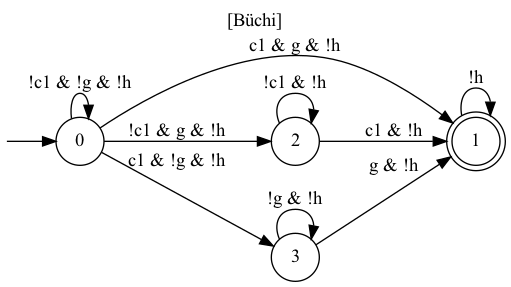 [Büchi]
c1 & g & !h
!c1 & !g & !h
!c1 & !h
!h
!c1 & g & !h
c1 & !h
0
2
1
c1 & !g & !h
g & !h
!g & !h
3